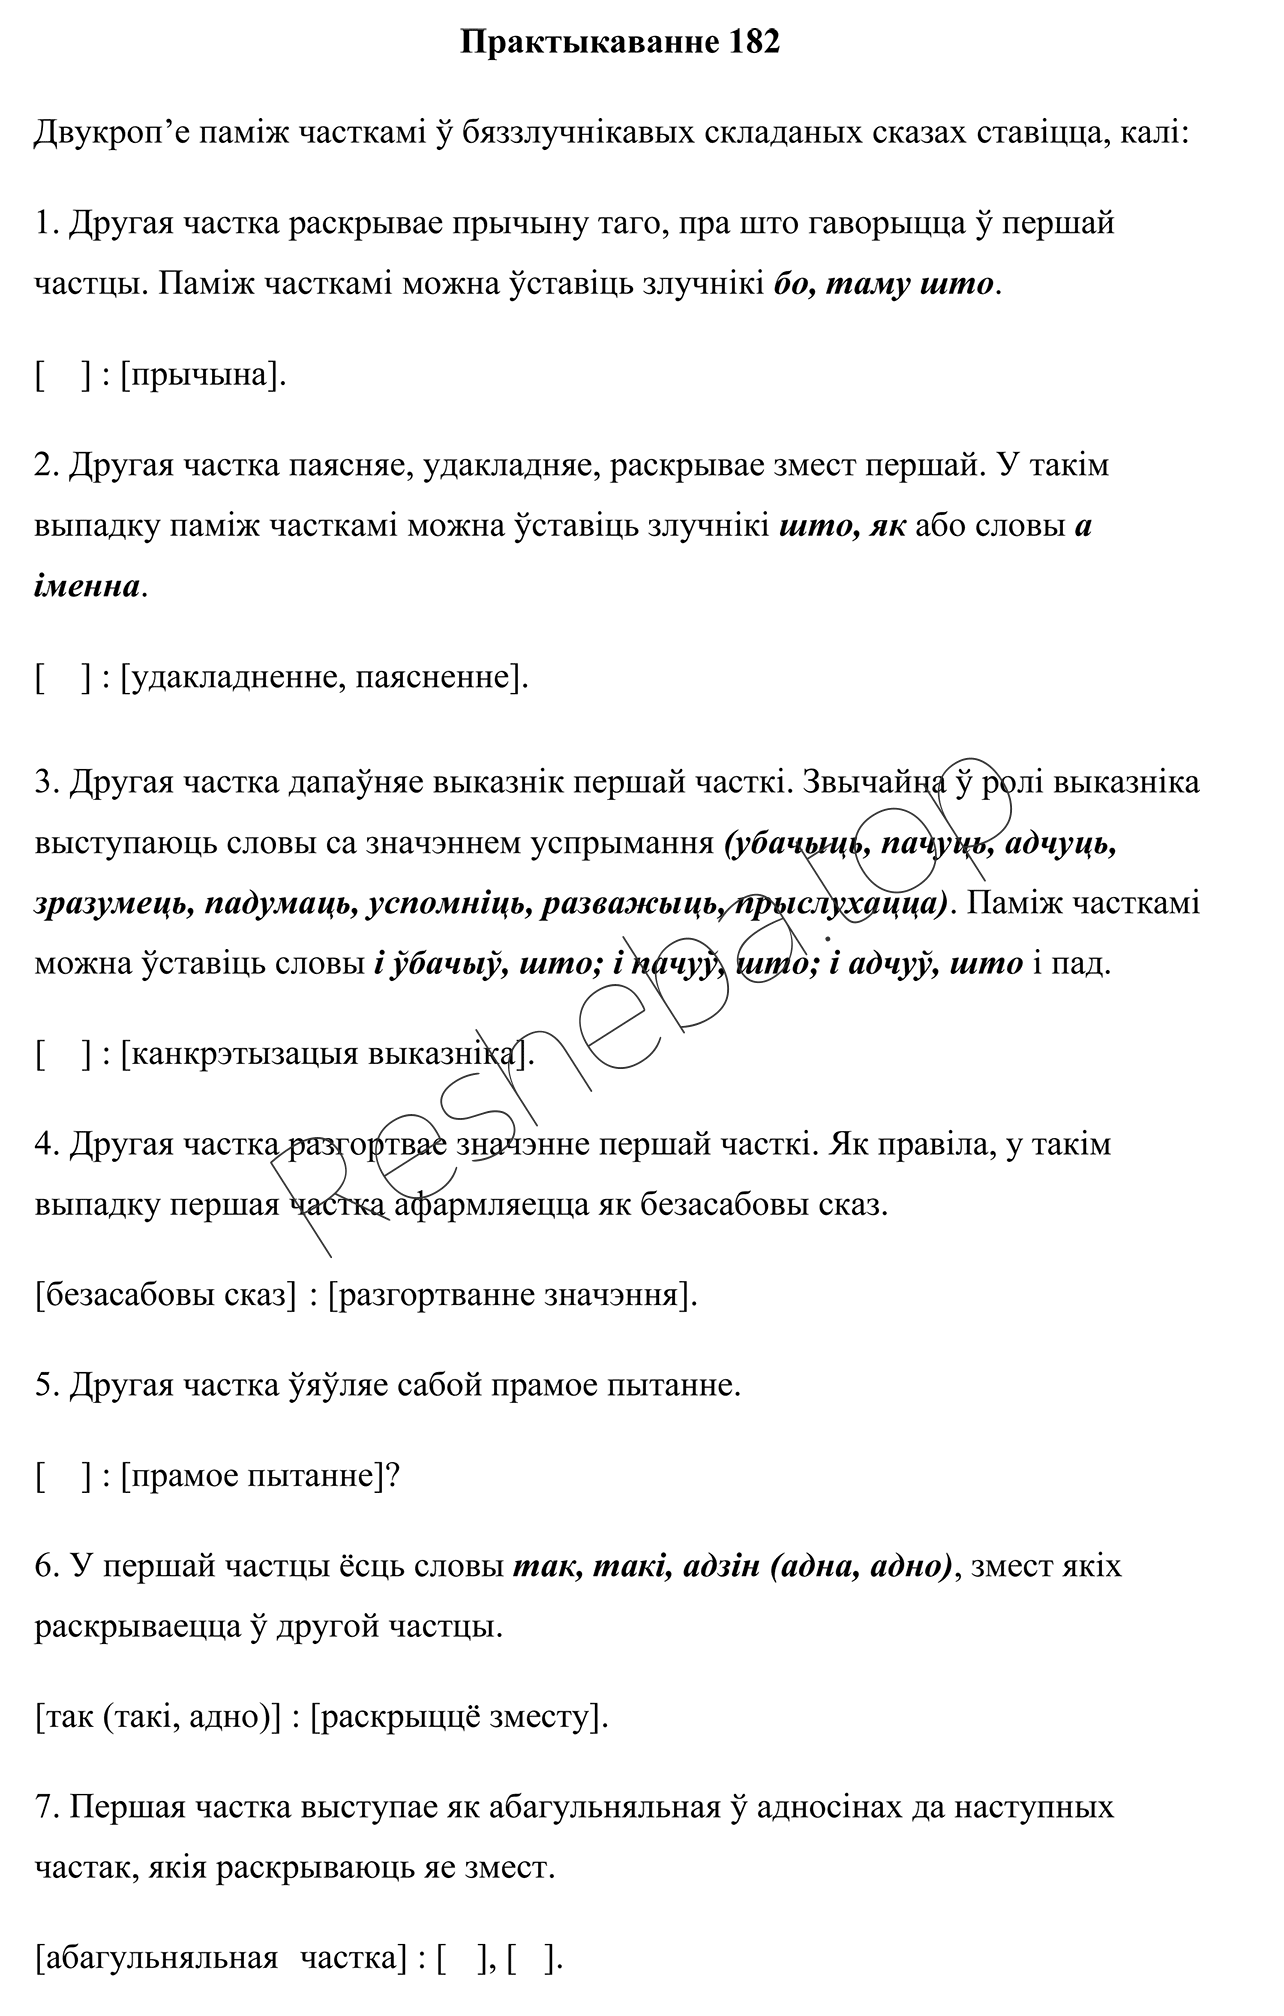 Практыкаванне 182
Двукроп’е паміж часткамі ў бяззлучнікавых складаных сказах ставіцца, калі:
1. Другая частка раскрывае прычыну таго, пра што гаворыцца ў першай
частцы. Паміж часткамі можна ўставіць злучнікі бо, таму што.
[ ] : [прычына].
2. Другая частка паясняе, удакладняе, раскрывае змест першай. У такім
выпадку паміж часткамі можна ўставіць злучнікі што, як або словы а
іменна.
[ ] : [удакладненне, паясненне].
3. Другая частка дапаўняе выказнік першай часткі. Звычайна ў ролі выказніка
выступаюць словы са значэннем успрымання (убачыць, пачуць, адчуць,
зразумець, падумаць, успомніць, разважыць, прыслухацца). Паміж часткамі
можна ўставіць словы і ўбачыў, што; і пачуў, што; і адчуў, што і пад.
[ ] : [канкрэтызацыя выказніка].
4. Другая частка разгортвае значэнне першай часткі. Як правіла, у такім
выпадку першая частка афармляецца як безасабовы сказ.
[безасабовы сказ] : [разгортванне значэння].
5. Другая частка ўяўляе сабой прамое пытанне.
[ ] : [прамое пытанне]?
6. У першай частцы ёсць словы так, такі, адзін (адна, адно), змест якіх
раскрываецца ў другой частцы.
[так (такі, адно)] : [раскрыццё зместу].
7. Першая частка выступае як абагульняльная ў адносінах да наступных
частак, якія раскрываюць яе змест.
[абагульняльная частка] : [ ], [ ].
Resheba.top